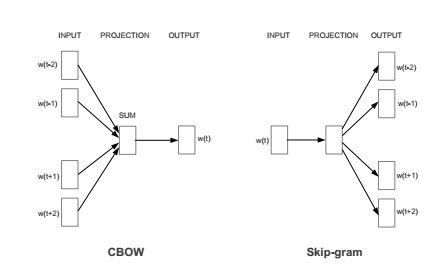 INPUT PROJECTION OUTPUT
w(t-2)
w(t-1)
SUM
w(t)
w(t+1)
w(t+2)
CBOW
INPUT PROJECTION OUTPUT
w(t-2)
w(t-1)
w(t)
w(t+1)
w(t+2)
Skip-gram